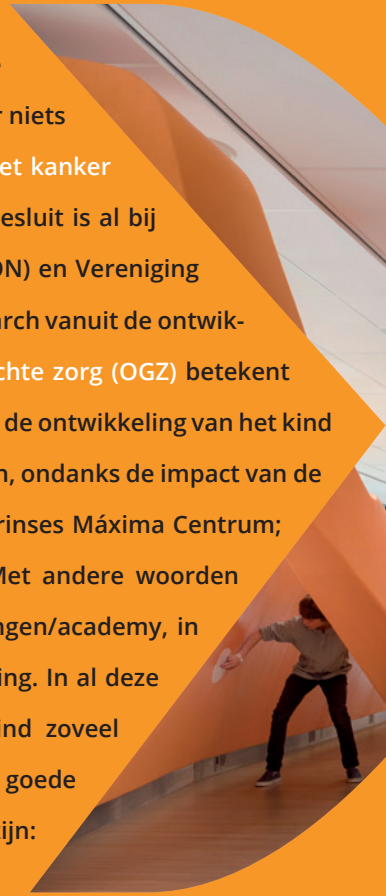 r niets
et kanker
esluit is al bij
ON) en Vereniging
arch vanuit de ontwik-
chte zorg (OGZ) betekent
de ontwikkeling van het kind
n, ondanks de impact van de
rinses Máxima Centrum;
Met andere woorden
ngen/academy, in
ing. In al deze
ind zoveel
goede
ijn: